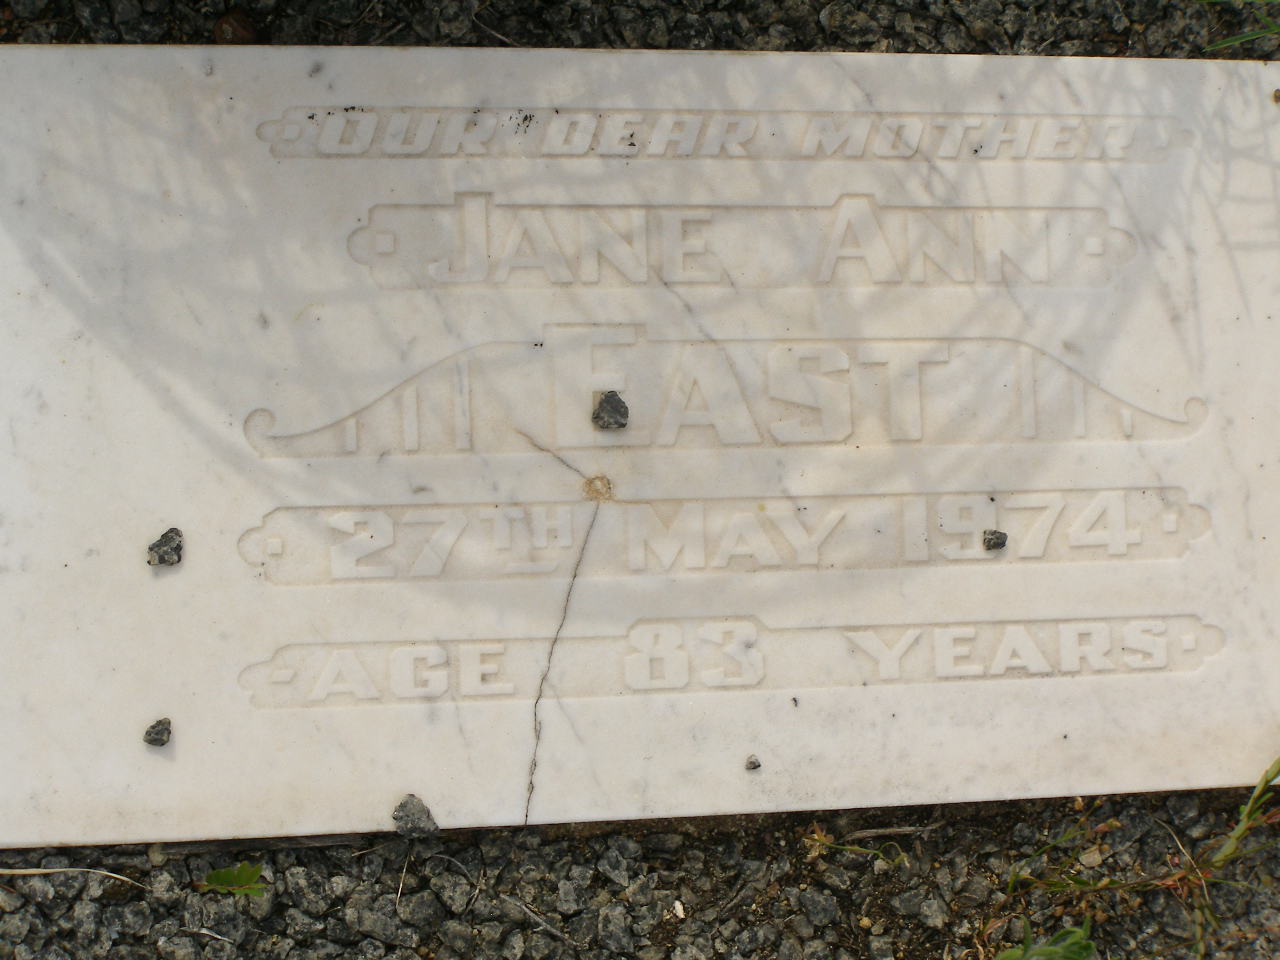 OUR DEAR MOTHER
JANE ANN
EAST
27TH MAY 1974
AGE 83 YEARS